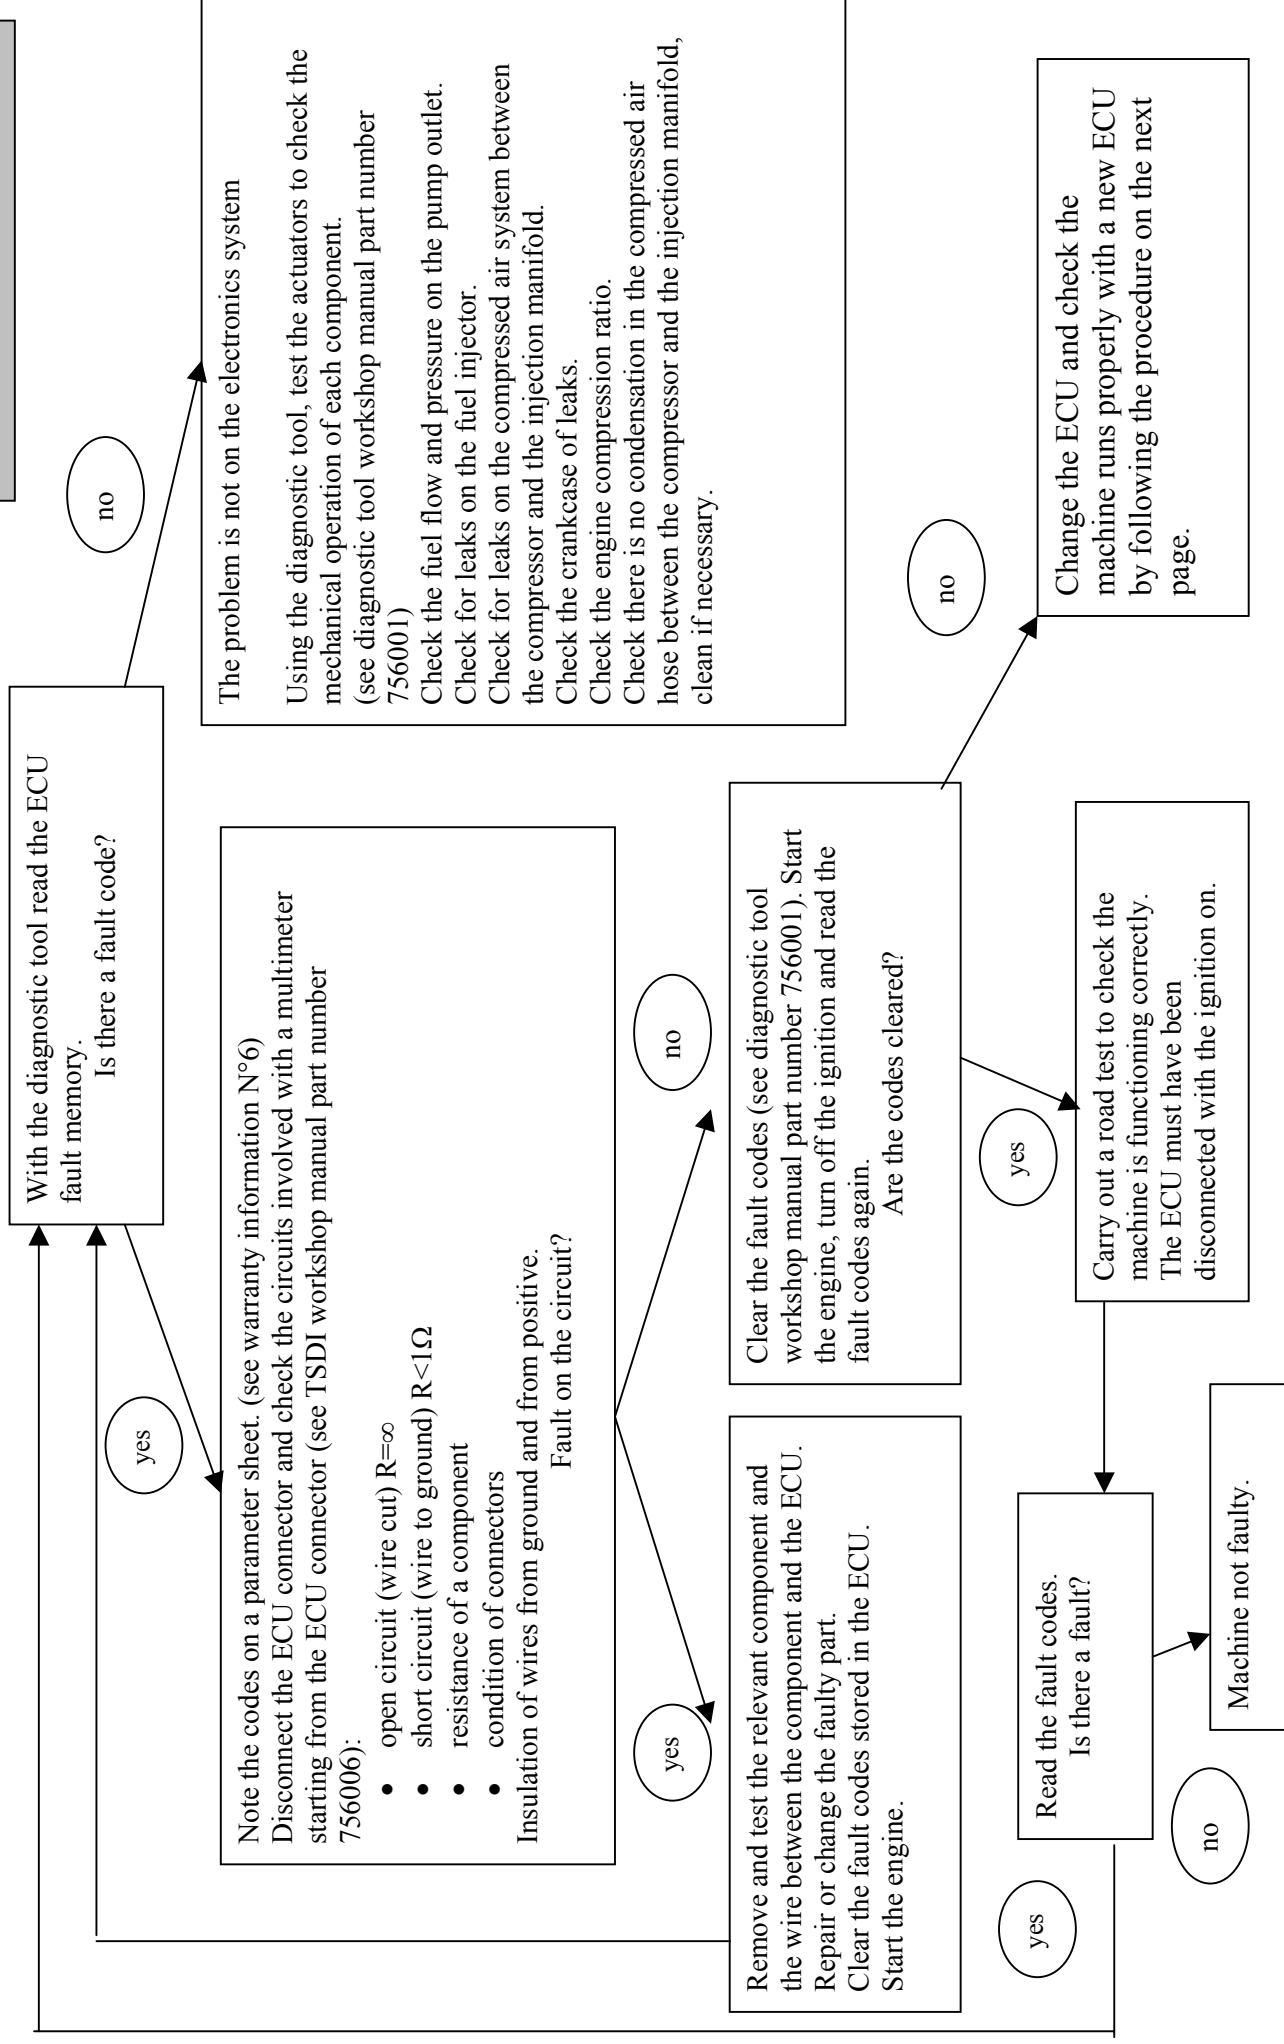 With the diagnostic tool read the ECU
fault memory.
Is there a fault code?
yes
no
Note the codes on a parameter sheet. (see warranty information N°6)
Disconnect the ECU connector and check the circuits involved with a multimeter
starting from the ECU connector (see TSDI workshop manual part number
756006):
• open circuit (wire cut) R=∞
• short circuit (wire to ground) R<1Ω
• resistance of a component
• condition of connectors
Insulation of wires from ground and from positive.
Fault on the circuit?
The problem is not on the electronics system
Using the diagnostic tool, test the actuators to check the
mechanical operation of each component.
(see diagnostic tool workshop manual part number
756001)
Check the fuel flow and pressure on the pump outlet.
Check for leaks on the fuel injector.
Check for leaks on the compressed air system between
the compressor and the injection manifold.
Check the crankcase of leaks.
Check the engine compression ratio.
Check there is no condensation in the compressed air
hose between the compressor and the injection manifold,
clean if necessary.
yes
no
Remove and test the relevant component and
the wire between the component and the ECU.
Repair or change the faulty part.
Clear the fault codes stored in the ECU.
Start the engine.
Clear the fault codes (see diagnostic tool
workshop manual part number 756001). Start
the engine, turn off the ignition and read the
fault codes again.
Are the codes cleared?
no
yes
Change the ECU and check the
machine runs properly with a new ECU
by following the procedure on the next
page.
Carry out a road test to check the
machine is functioning correctly.
The ECU must have been
disconnected with the ignition on.
Read the fault codes.
Is there a fault?
yes
no
Machine not faulty.